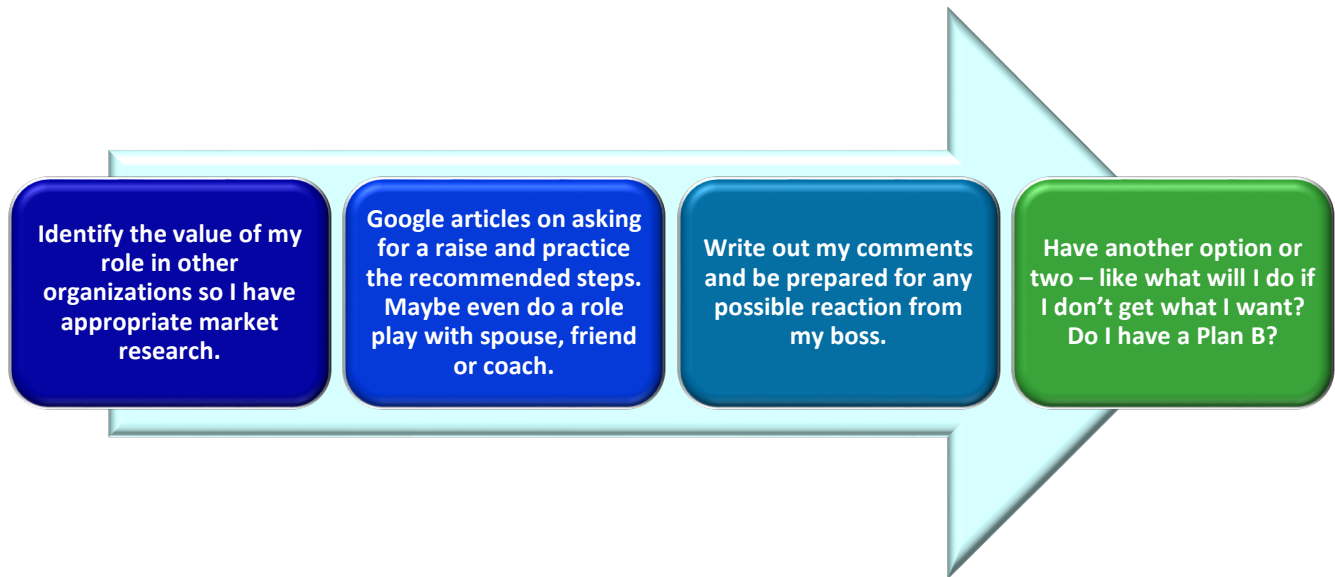 Identify the value of my
role in other
organizations so I have
appropriate market
research.
Google articles on asking
for a raise and practice
the recommended steps.
Maybe even do a role
play with spouse, friend
or coach.
Write out my comments
and be prepared for any
possible reaction from
my boss.
Have another option or
two – like what will I do if
I don’t get what I want?
Do I have a Plan B?